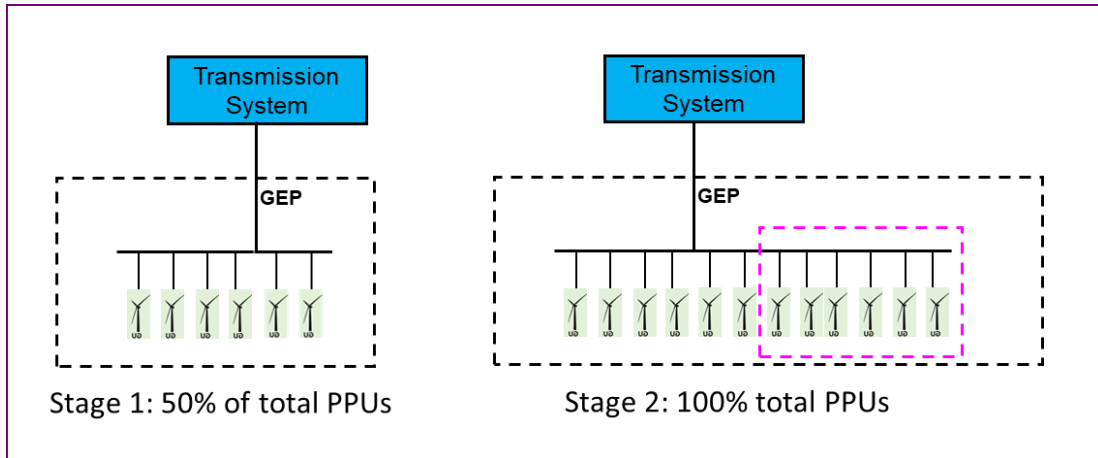 Transmission
System
GEP
Stage 1: 50% of total PPUs
Transmission
System
GEP
Stage 2: 100% total PPUs